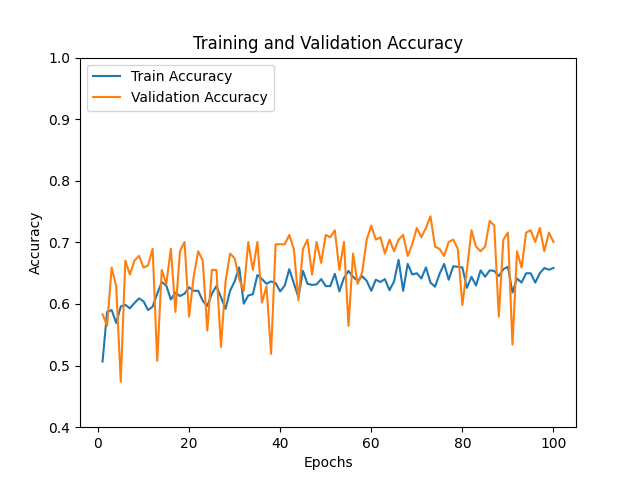 Training and Validation Accuracy
Train Accuracy
Validation Accuracy
1.0
0.9
0.8
0.7
0.6
0.5
0.4
Accuracy
0 20 40 60 80 100
Epochs